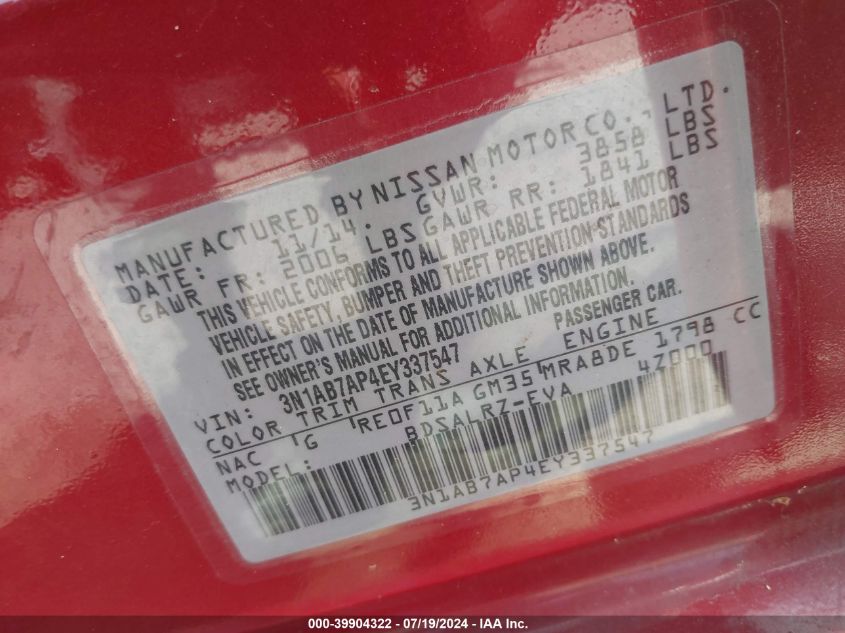 MANUFACTURED BY NISSAN MOTOR CO., LTD.
DATE: 11/14. GVWR: 3858 LBS
GAWR FR: 2006 LBS GAWR RR: 1841 LBS
THIS VEHICLE CONFORMS TO ALL APPLICABLE FEDERAL MOTOR
VEHICLE SAFETY, BUMPER AND THEFT PREVENTION STANDARDS
IN EFFECT ON THE DATE OF MANUFACTURE SHOWN ABOVE.
SEE OWNER'S MANUAL FOR ADDITIONAL INFORMATION.
VIN: 3N1AB7AP4EY337547 PASSENGER CAR.
COLOR TRIM TRANS AXLE ENGINE
NAC G RE0F11A GM35 MRA8DE 1798 CC
MODEL: BDSALRZ-EVA 4Z000
3N1AB7AP4EY337547
000-39904322 - 07/19/2024 - IAA Inc.